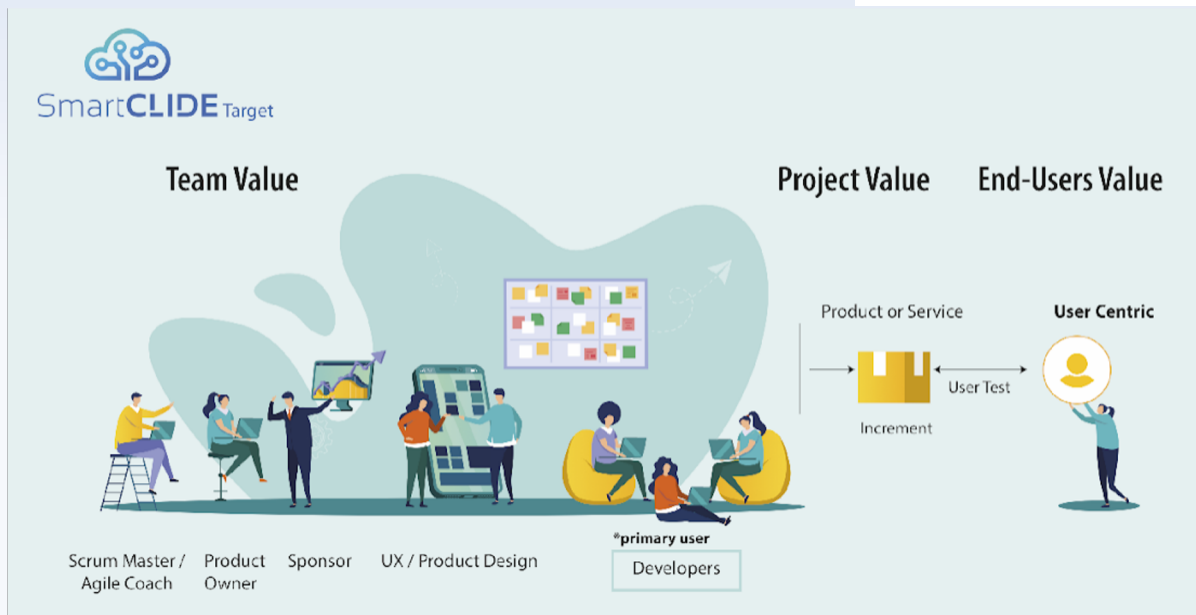 SmartCLIDE Target
Team Value
Project Value
End-Users Value
Product or Service
User Centric
User Test
Increment
*primary user
Scrum Master /
Agile Coach
Product
Owner
Sponsor
UX / Product Design
Developers